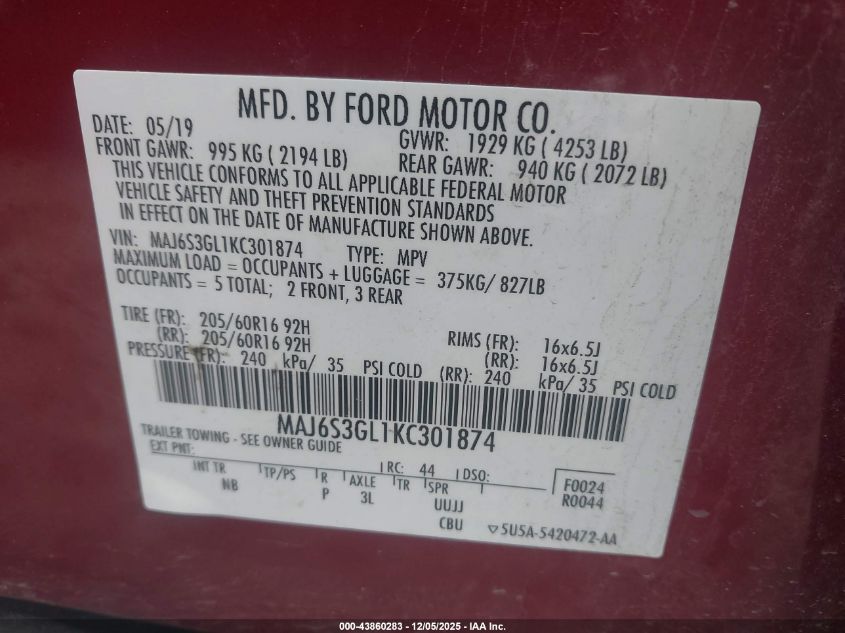 MFD. BY FORD MOTOR CO.
DATE: 05/19 GVWR: 1929 KG ( 4253 LB)
FRONT GAWR: 995 KG ( 2194 LB) REAR GAWR: 940 KG ( 2072 LB)
THIS VEHICLE CONFORMS TO ALL APPLICABLE FEDERAL MOTOR
VEHICLE SAFETY AND THEFT PREVENTION STANDARDS
IN EFFECT ON THE DATE OF MANUFACTURE SHOWN ABOVE.
VIN: MAJ6S3GL1KC301874 TYPE: MPV
MAXIMUM LOAD = OCCUPANTS + LUGGAGE = 375KG/ 827LB
OCCUPANTS = 5 TOTAL; 2 FRONT, 3 REAR
TIRE (FR): 205/60R16 92H RIMS (FR): 16x6.5J
(RR): 205/60R16 92H (RR): 16x6.5J
PRESSURE (FR): 240 kPa/ 35 PSI COLD (RR): 240 kPa/ 35 PSI COLD
MAJ6S3GL1KC301874
TRAILER TOWING - SEE OWNER GUIDE
EXT PNT: RC: 44 DSO: F0024
INT TR TP/PS R AXLE TR SPR R0044
NB P 3L UUJJ
CBU 5U5A-5420472-AA
000-43860283 - 12/05/2025 - IAA Inc.